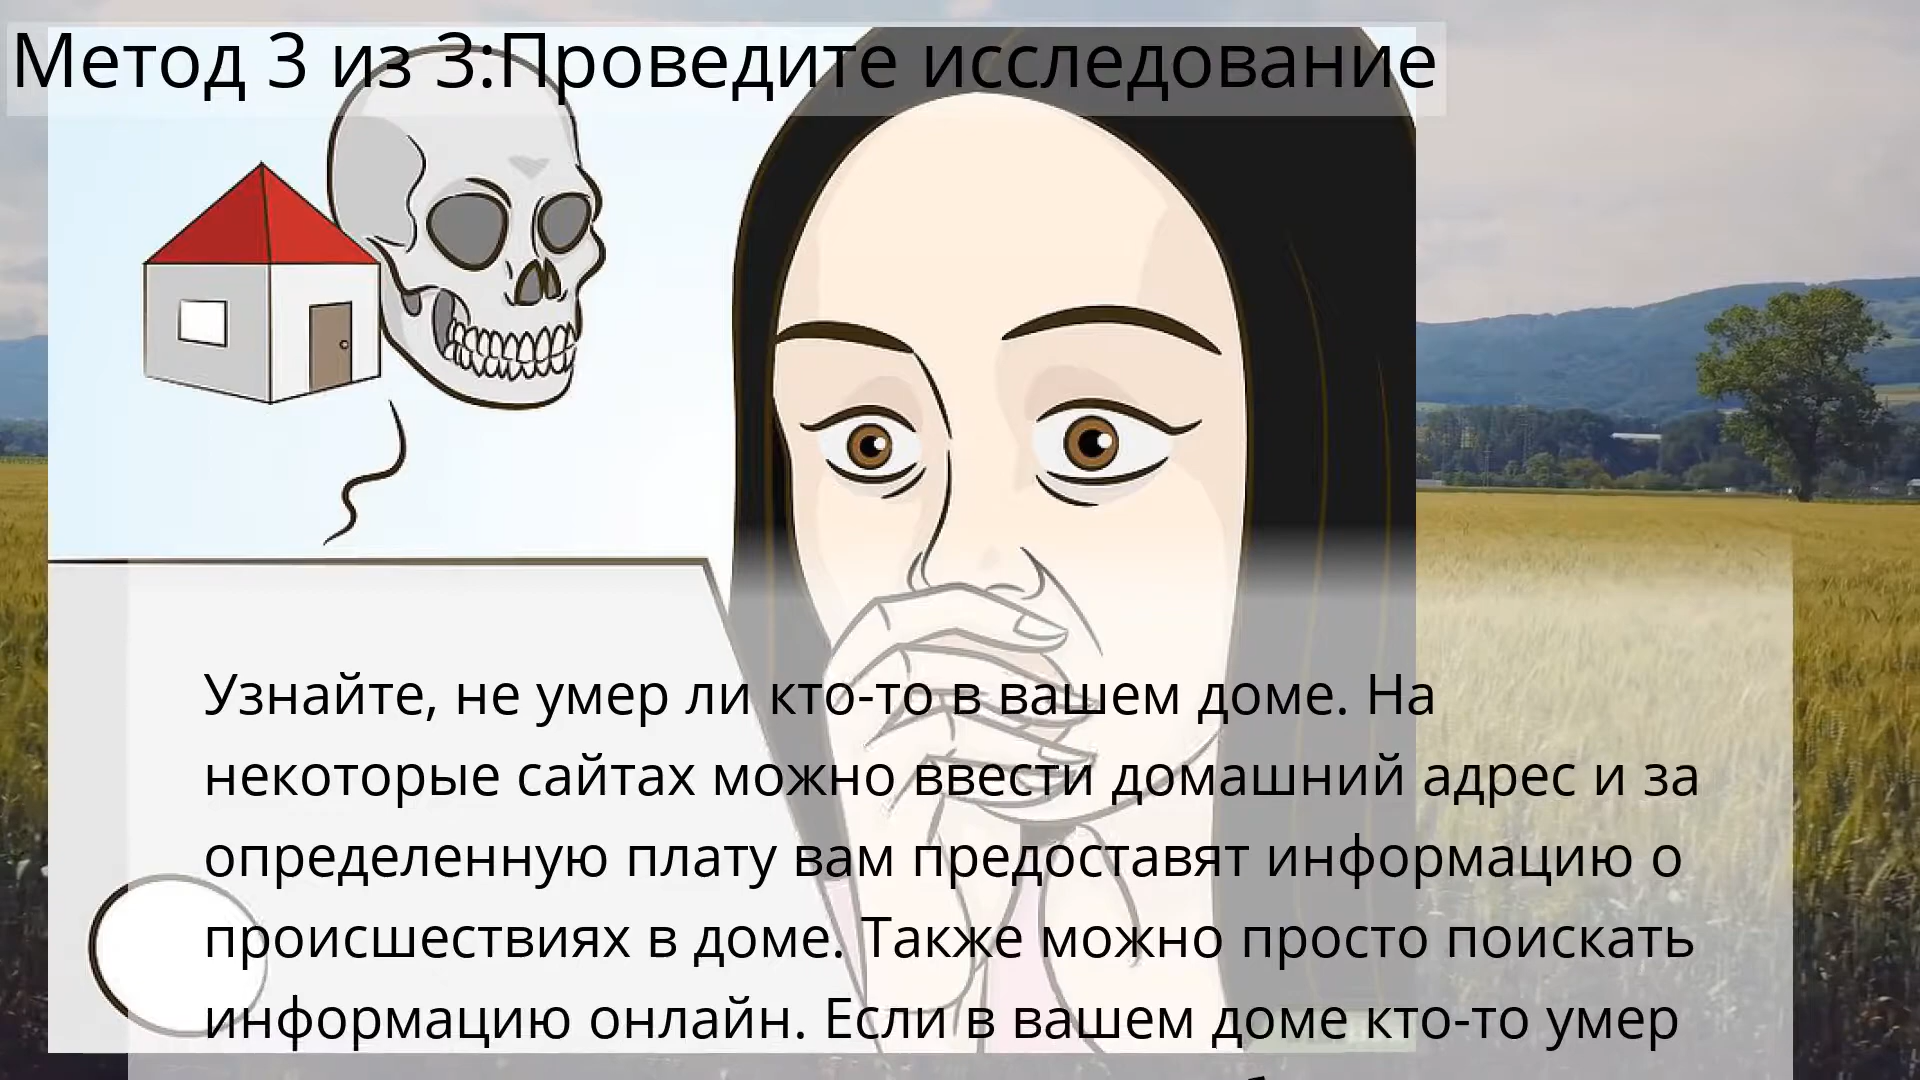 Метод 3 из 3:Проведите исследование
Узнайте, не умер ли кто-то в вашем доме. На
некоторые сайтах можно ввести домашний адрес и за
определенную плату вам предоставят информацию о
происшествиях в доме. Также можно просто поискать
информацию онлайн. Если в вашем доме кто-то умер